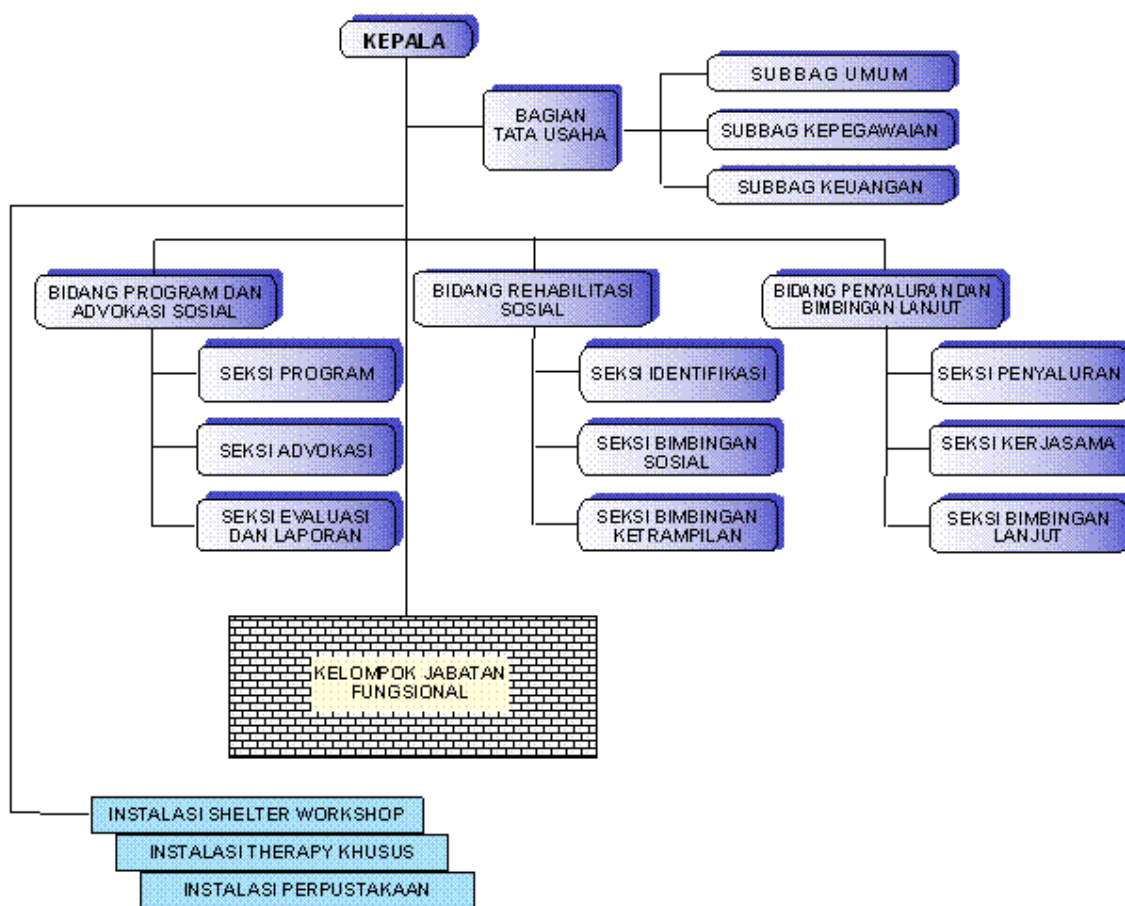 KEPALA
BAGIAN
TATA USAHA
SUBBAG UMUM
SUBBAG KEPEGAWAIAN
SUBBAG KEUANGAN
BIDANG PROGRAM DAN
ADVOKASI SOSIAL
SEKSI PROGRAM
SEKSI ADVOKASI
SEKSI EVALUASI
DAN LAPORAN
BIDANG REHABILITASI
SOSIAL
SEKSI IDENTIFIKASI
SEKSI BIMBINGAN
SOSIAL
SEKSI BIMBINGAN
KETRAMPILAN
BIDANG PENYALURAN DAN
BIMBINGAN LANJUT
SEKSI PENYALURAN
SEKSI KERJASAMA
SEKSI BIMBINGAN
LANJUT
KELOMPOK JABATAN
FUNGSIONAL
INSTALASI SHELTER WORKSHOP
INSTALASI THERAPY KHUSUS
INSTALASI PERPUSTAKAAN